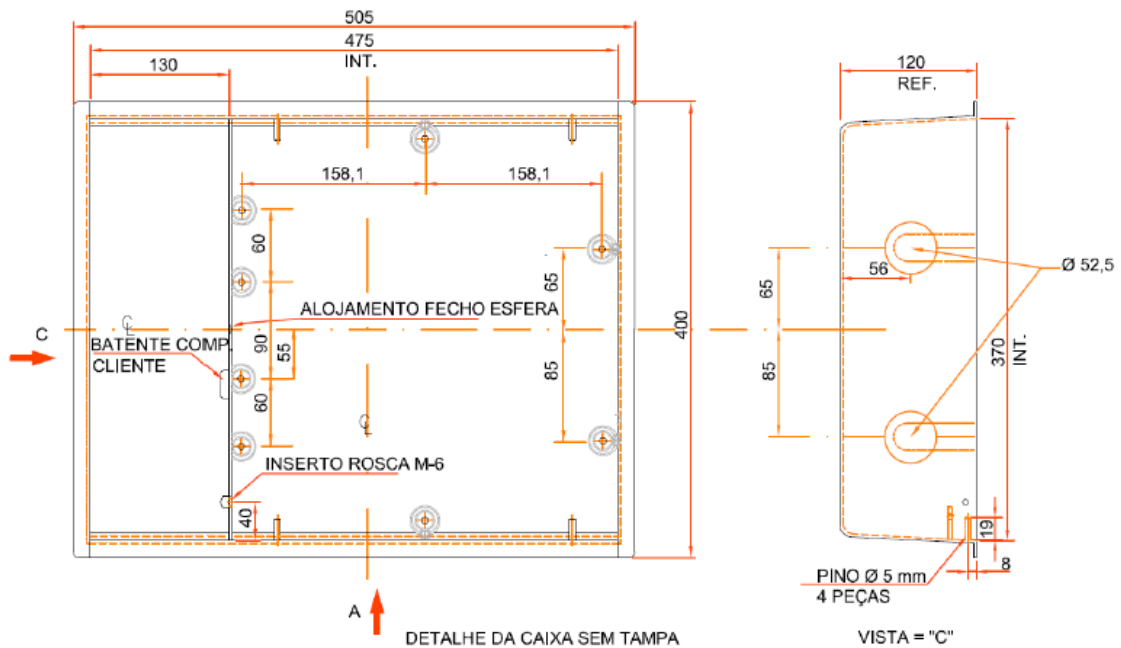 505
475
INT.
130
120
REF.
158,1
158,1
60
65
56
Ø 52,5
65
ALOJAMENTO FECHO ESFERA
C
C
L
90
55
400
370
INT.
BATENTE COMP.
CLIENTE
85
85
60
C
L
INSERTO ROSCA M-6
40
19
8
PINO Ø 5 mm
4 PEÇAS
A
DETALHE DA CAIXA SEM TAMPA
VISTA = "C"